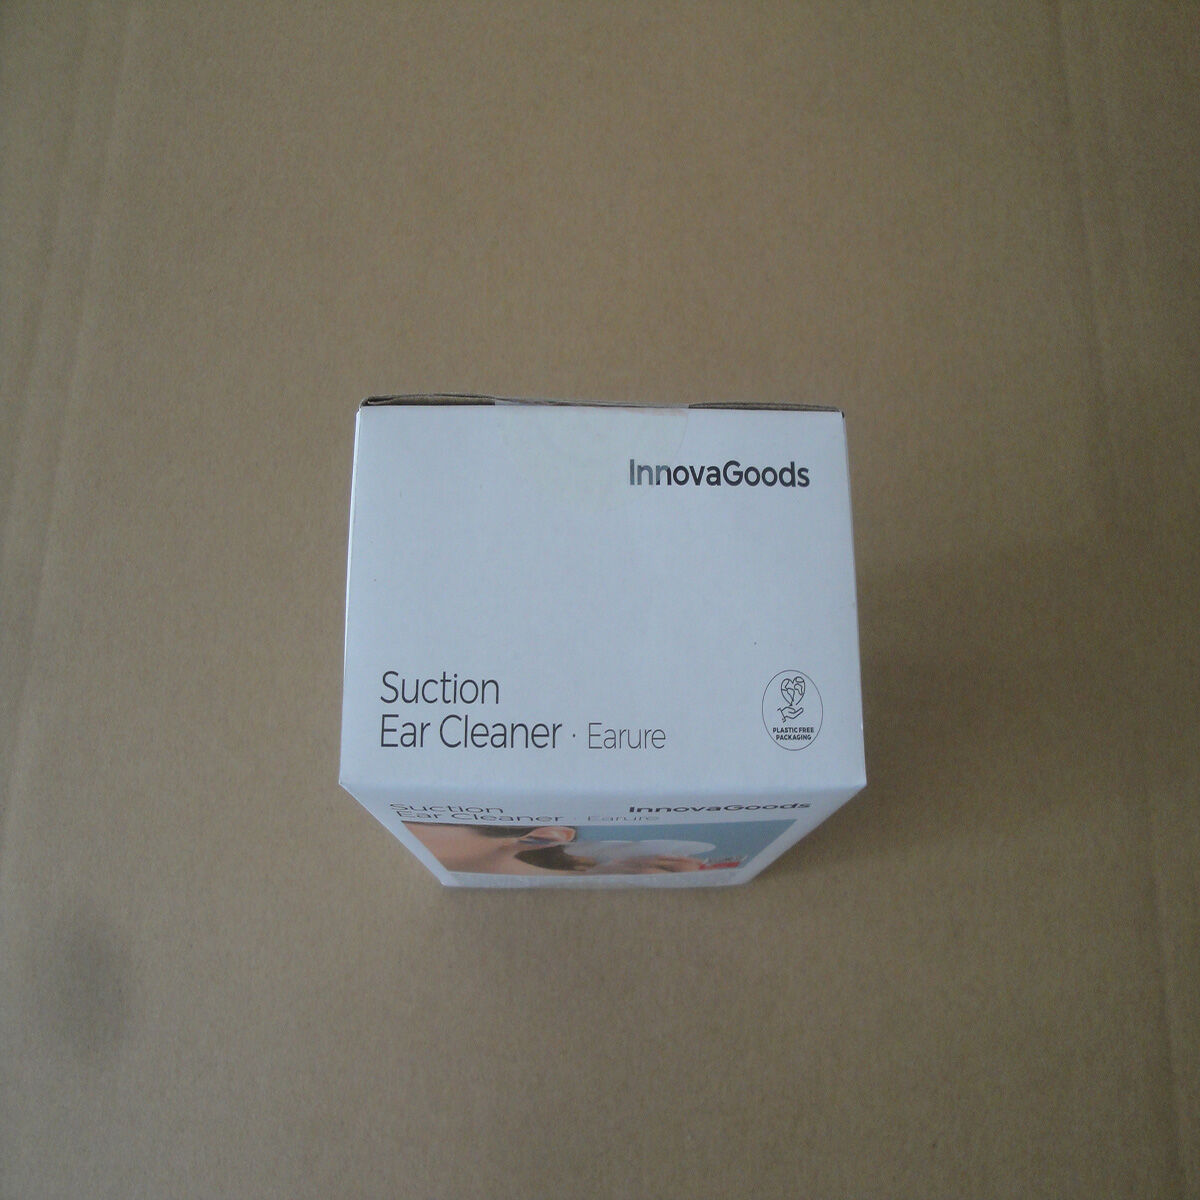 InnovaGoods
Suction
Ear Cleaner · Earure
PLASTIC FREE
PACKAGING
Suction
InnovaGoods
Ear Cleaner · Earure